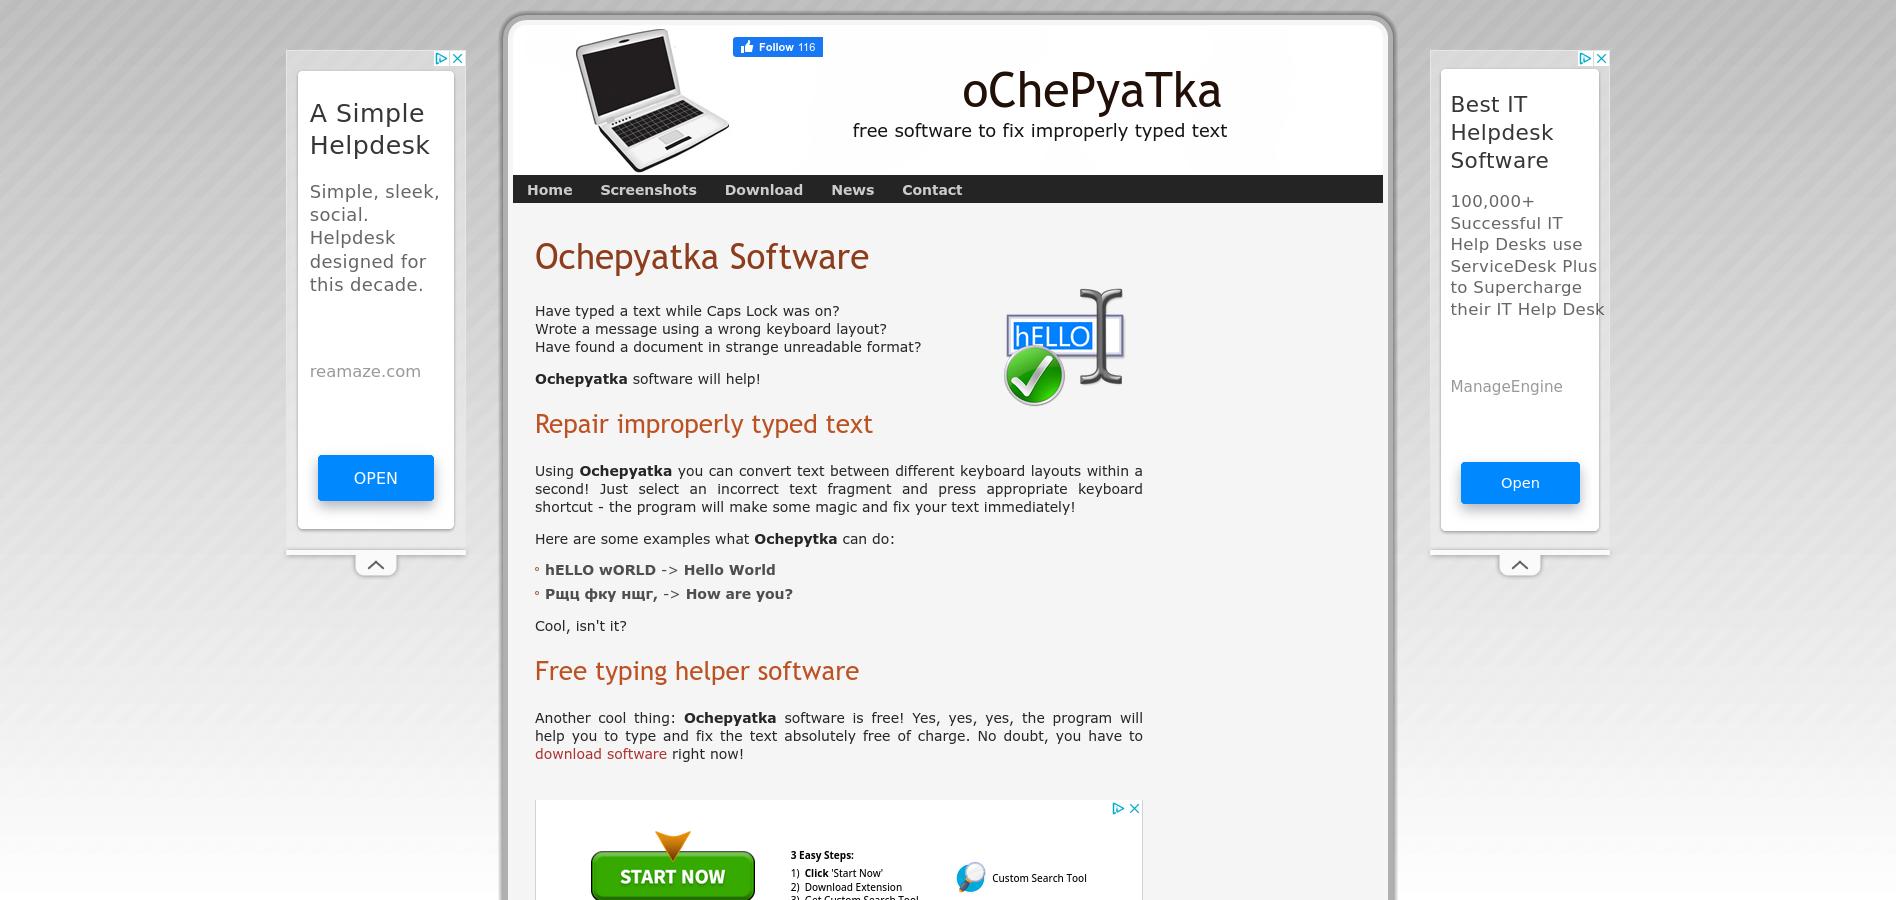 A Simple
Helpdesk
Simple, sleek,
social.
Helpdesk
designed for
this decade.
reamaze.com
OPEN
Follow 116
oChePyaTka
free software to fix improperly typed text
Home Screenshots Download News Contact
Ochepyatka Software
Have typed a text while Caps Lock was on?
Wrote a message using a wrong keyboard layout?
Have found a document in strange unreadable format?
Ochepyatka software will help!
hELLO
Repair improperly typed text
Using Ochepyatka you can convert text between different keyboard layouts within a
second! Just select an incorrect text fragment and press appropriate keyboard
shortcut - the program will make some magic and fix your text immediately!
Here are some examples what Ochepytka can do:
hELLO wORLD -> Hello World
Рщц фку нщг, -> How are you?
Cool, isn't it?
Free typing helper software
Another cool thing: Ochepyatka software is free! Yes, yes, yes, the program will
help you to type and fix the text absolutely free of charge. No doubt, you have to
download software right now!
START NOW
3 Easy Steps:
1) Click 'Start Now'
2) Download Extension
3) Get Custom Search Tool
Custom Search Tool
Best IT
Helpdesk
Software
100,000+
Successful IT
Help Desks use
ServiceDesk Plus
to Supercharge
their IT Help Desk
ManageEngine
Open